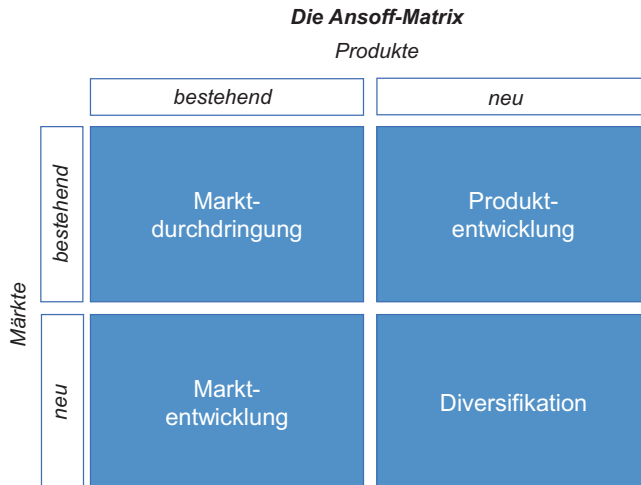 Die Ansoff-Matrix
Produkte
bestehend
neu
Märkte
bestehend
Markt-
durchdringung
Produkt-
entwicklung
neu
Markt-
entwicklung
Diversifikation